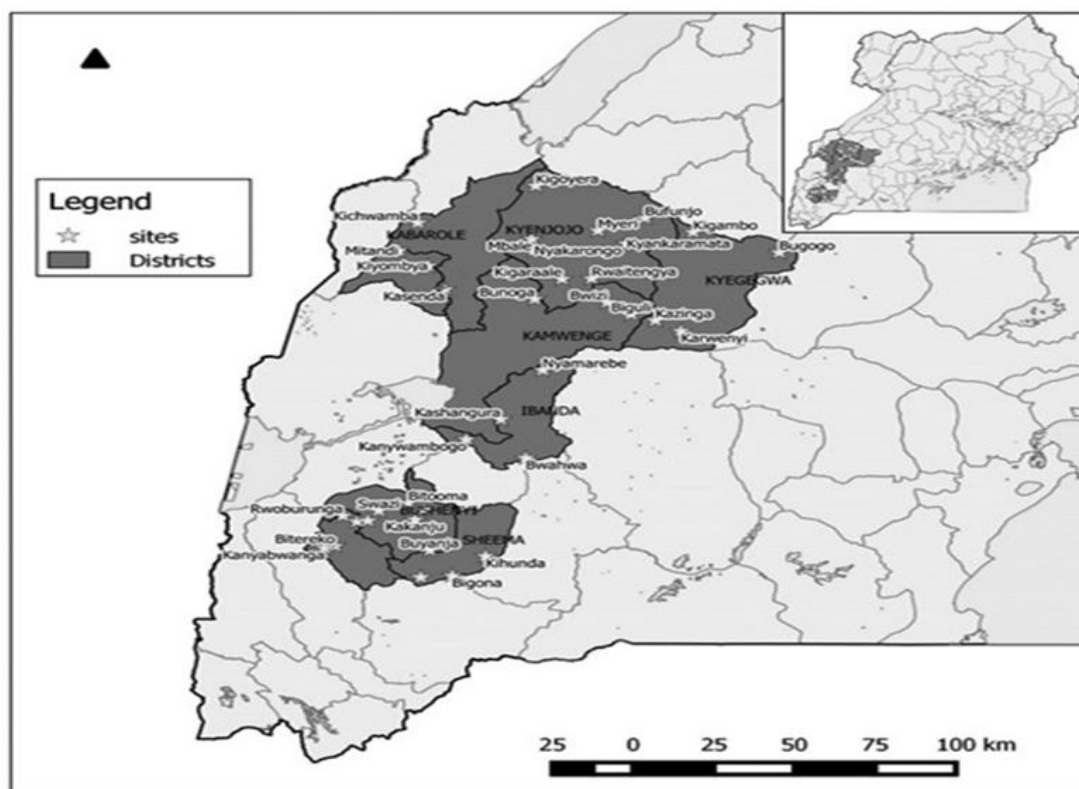 Legend
sites
Districts
Kigoyera
Bufunjo
Kichwamba
Myeri
Kigambo
KABAROLE
KYENJOJO
Mbale
Kyankaramata
Bugogo
Mitandi
Nyakarongo
Kiyombya
Kigaraale
Rwaitengya
KYEGEGWA
Kasenda
Bunoga
Bwizi
Biguli
Kazinga
KAMWENGE
Karwenyi
Nyamarebe
Kashangura
IBANDA
Kanywambogo
Bwahwa
Bitooma
Swazi
Rwoburunga
BUSHENYI
Kakanju
Bitereko
SHEEMA
Buyanja
Kanyabwanga
Kihunda
Bigona
25 0 25 50 75 100 km